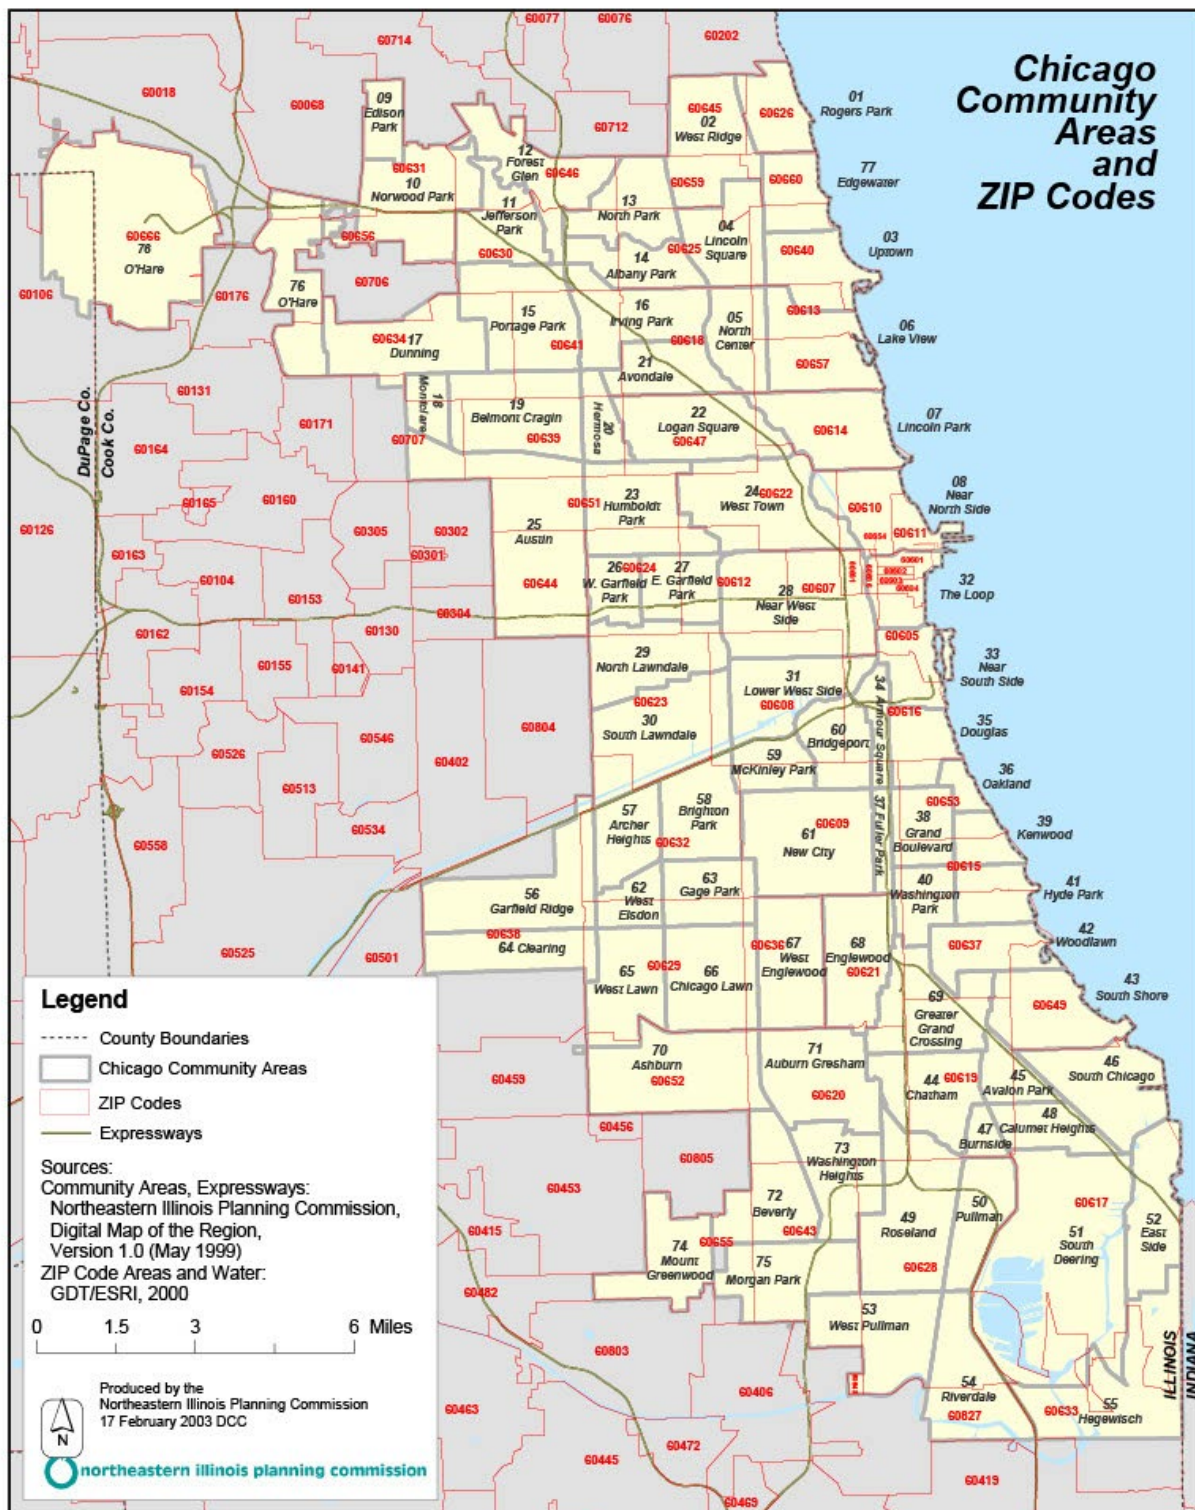 Chicago
Community
Areas
and
ZIP Codes
60077
60076
60714
60202
60018
60068
09
Edison
Park
60645
02
West Ridge
60626
01
Rogers Park
60712
12
Forest
Glen
60646
60631
10
Norwood Park
60659
60660
77
Edgewater
11
Jefferson
Park
13
North Park
04
Lincoln
Square
60666
76
O'Hare
60656
60630
60625
60640
03
Uptown
14
Albany Park
60106
60176
76
O'Hare
60706
15
Portage Park
16
Irving Park
05
North
Center
60613
06
Lake View
60634
17
Dunning
60641
60618
60657
21
Avondale
60131
18
Montclare
19
Belmont Cragin
20
Hermosa
22
Logan Square
07
Lincoln Park
DuPage Co.
Cook Co.
60171
60164
60707
60639
60647
60614
60165
60160
60651
23
Humboldt
Park
24
West Town
60622
60610
08
Near
North Side
60126
60305
60302
25
Austin
60611
60163
60301
60601
60104
60644
26
W. Garfield
Park
60624
27
E. Garfield
Park
60612
28
Near West
Side
60607
32
The Loop
60153
60304
60162
60130
60605
60155
60141
29
North Lawndale
31
Lower West Side
60608
33
Near
South Side
60154
60623
34 Armour Square
60616
60546
60804
30
South Lawndale
60
Bridgeport
35
Douglas
60526
60402
59
McKinley Park
36
Oakland
60513
60653
57
Archer
Heights
58
Brighton
Park
61
New City
60609
37 Fuller Park
38
Grand
Boulevard
39
Kenwood
60534
60558
60632
60615
56
Garfield Ridge
62
West
Elsdon
63
Gage Park
40
Washington
Park
41
Hyde Park
60638
64 Clearing
42
Woodlawn
60525
60501
60636
67
West
Englewood
68
Englewood
60621
60637
65
West Lawn
60629
66
Chicago Lawn
43
South Shore
60649
69
Greater
Grand
Crossing
70
Ashburn
60652
71
Auburn Gresham
46
South Chicago
60459
60620
44
Chatham
60619
45
Avalon Park
48
Calumet Heights
60456
47
Burnside
60805
73
Washington
Heights
60453
72
Beverly
60643
50
Pullman
60617
49
Roseland
51
South
Deering
52
East
Side
60415
60655
74
Mount
Greenwood
75
Morgan Park
60628
60482
53
West Pullman
60803
ILLINOIS
INDIANA
60406
54
Riverdale
60827
60633
55
Hegewisch
60463
60472
60445
60419
60469
Legend
County Boundaries
Chicago Community Areas
ZIP Codes
Expressways
Sources:
Community Areas, Expressways:
Northeastern Illinois Planning Commission,
Digital Map of the Region,
Version 1.0 (May 1999)
ZIP Code Areas and Water:
GDT/ESRI, 2000
0 1.5 3 6 Miles
Produced by the
Northeastern Illinois Planning Commission
17 February 2003 DCC
N
northeastern illinois planning commission